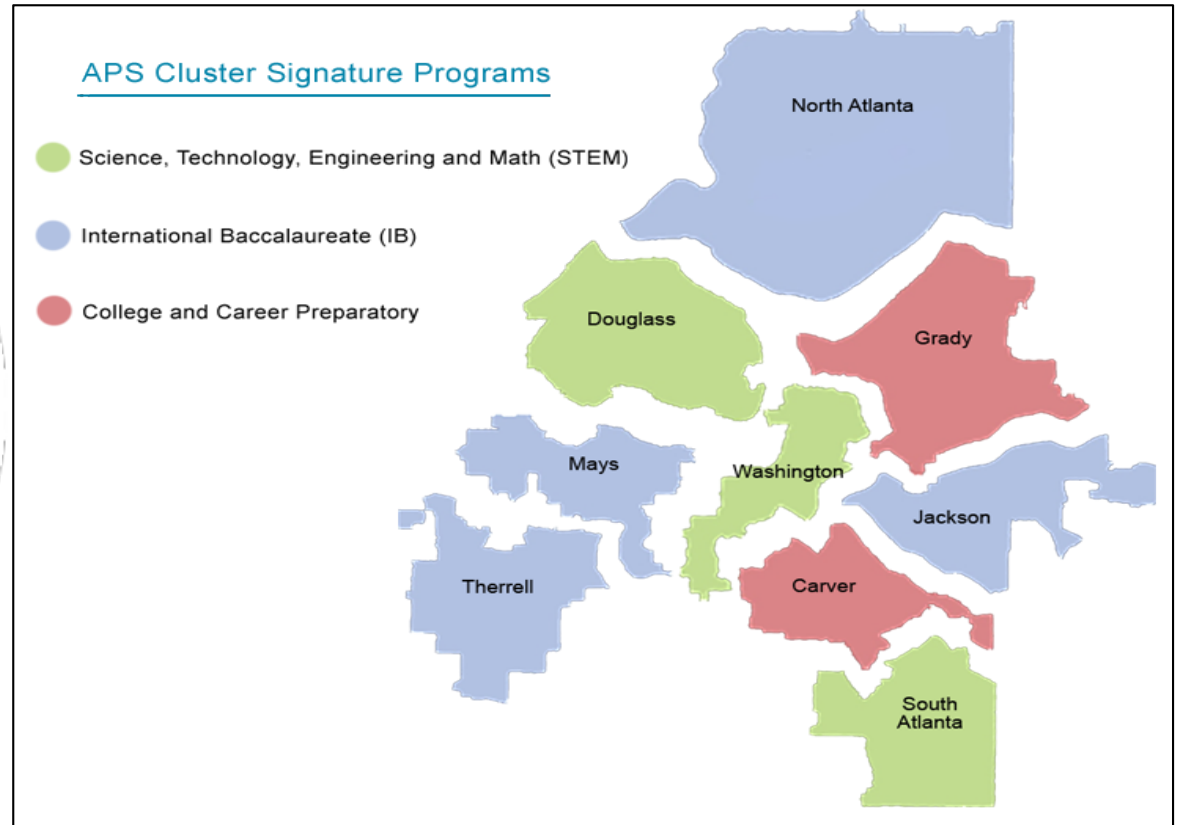 APS Cluster Signature Programs
Science, Technology, Engineering and Math (STEM)
International Baccalaureate (IB)
College and Career Preparatory
North Atlanta
Douglass
Grady
Mays
Washington
Jackson
Therrell
Carver
South
Atlanta